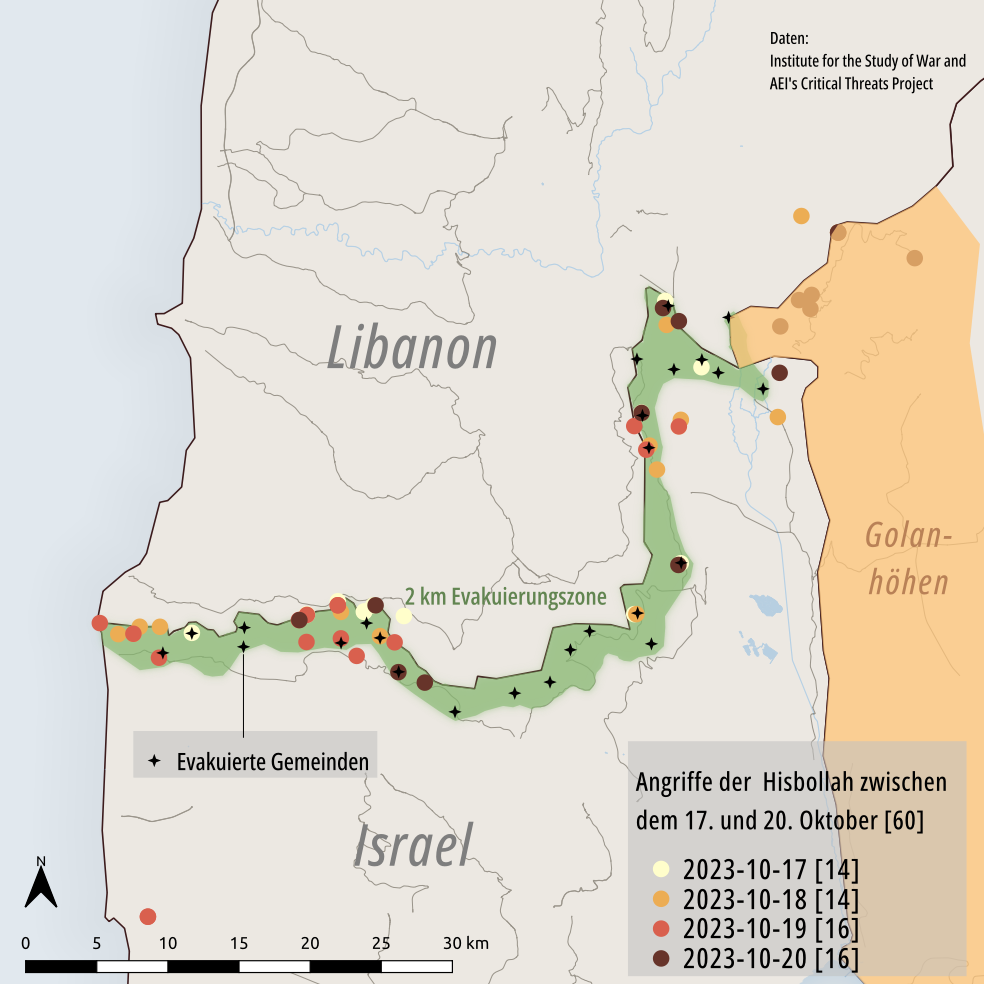 Daten:
Institute for the Study of War and
AEI's Critical Threats Project
Libanon
Golan-
höhen
2 km Evakuierungszone
Evakuierte Gemeinden
Israel
Angriffe der Hisbollah zwischen
dem 17. und 20. Oktober [60]
2023-10-17 [14]
2023-10-18 [14]
2023-10-19 [16]
2023-10-20 [16]
N
0 5 10 15 20 25 30 km